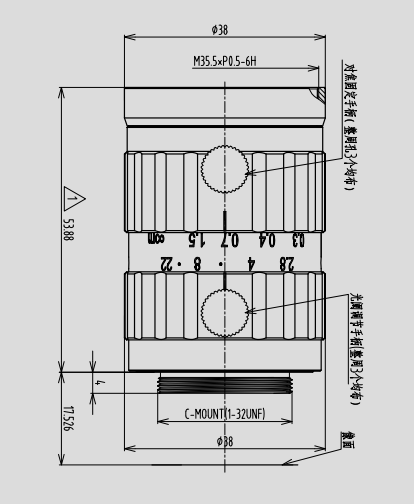 ϕ38
M35.5×P0.5-6H
对焦固定手柄(整周孔3个均布)
1
53.88
∞m 1.5 0.7 0.4 0.3
22 · 8 · 4 2.8
光阑调节手柄(整周3个均布)
4
C-MOUNT(1-32UNF)
17.526
ϕ38
像面